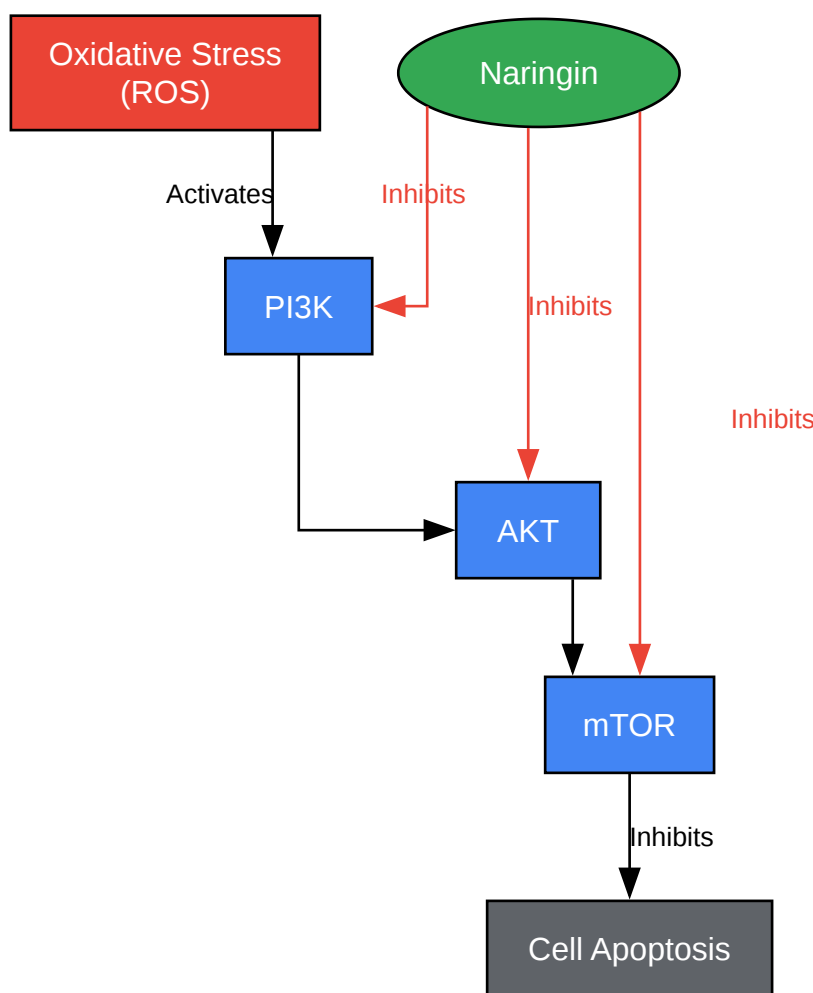 Oxidative Stress
(ROS)
Naringin
Activates
Inhibits
PI3K
Inhibits
Inhibits
AKT
mTOR
Inhibits
Cell Apoptosis